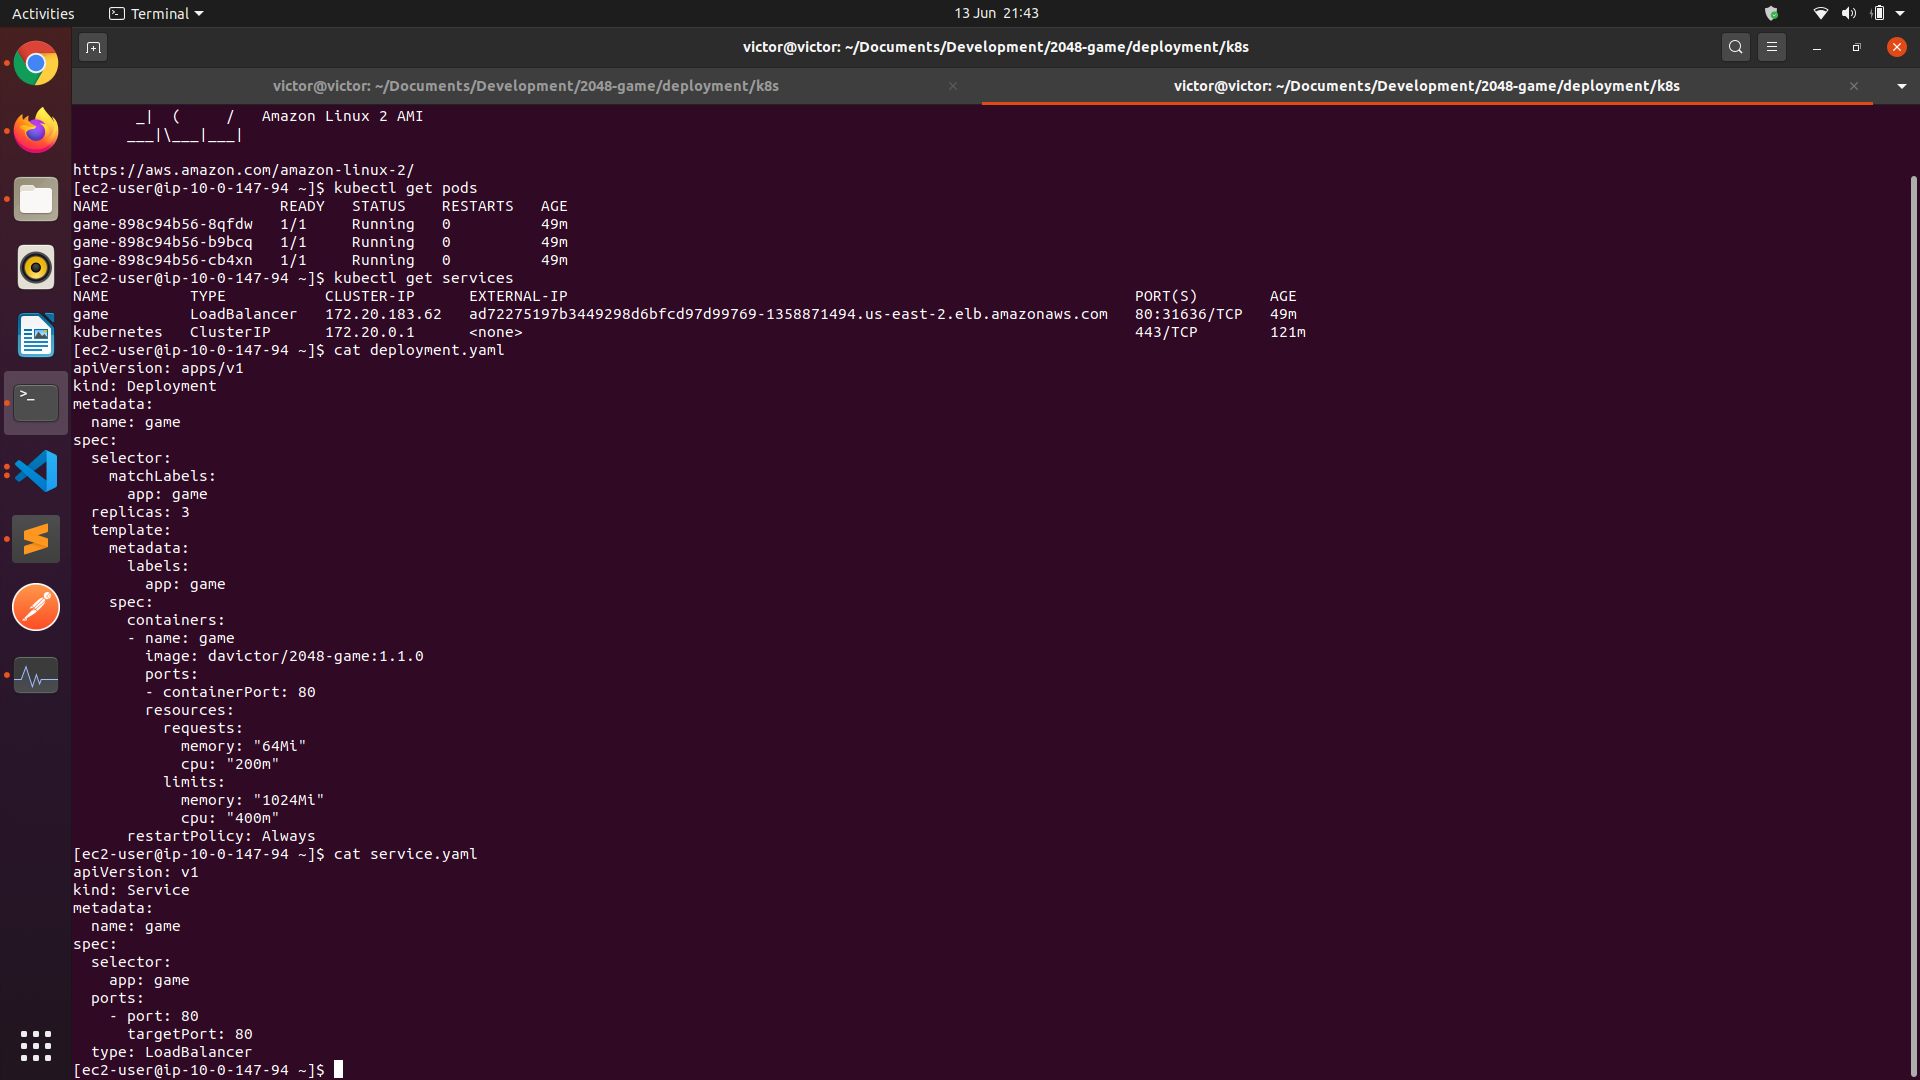 Activities Terminal 13 Jun 21:43
victor@victor: ~/Documents/Development/2048-game/deployment/k8s
victor@victor: ~/Documents/Development/2048-game/deployment/k8s × victor@victor: ~/Documents/Development/2048-game/deployment/k8s ×
       _|  (     /   Amazon Linux 2 AMI
      ___|\___|___|
https://aws.amazon.com/amazon-linux-2/
[ec2-user@ip-10-0-147-94 ~]$ kubectl get pods
NAME                   READY   STATUS    RESTARTS   AGE
game-898c94b56-8qfdw   1/1     Running   0          49m
game-898c94b56-b9bcq   1/1     Running   0          49m
game-898c94b56-cb4xn   1/1     Running   0          49m
[ec2-user@ip-10-0-147-94 ~]$ kubectl get services
NAME         TYPE           CLUSTER-IP      EXTERNAL-IP                                                               PORT(S)        AGE
game         LoadBalancer   172.20.183.62   ad72275197b3449298d6bfcd97d99769-1358871494.us-east-2.elb.amazonaws.com   80:31636/TCP   49m
kubernetes   ClusterIP      172.20.0.1      <none>                                                                    443/TCP        121m
[ec2-user@ip-10-0-147-94 ~]$ cat deployment.yaml
apiVersion: apps/v1
kind: Deployment
metadata:
  name: game
spec:
  selector:
    matchLabels:
      app: game
  replicas: 3
  template:
    metadata:
      labels:
        app: game
    spec:
      containers:
      - name: game
        image: davictor/2048-game:1.1.0
        ports:
        - containerPort: 80
        resources:
          requests:
            memory: "64Mi"
            cpu: "200m"
          limits:
            memory: "1024Mi"
            cpu: "400m"
      restartPolicy: Always
[ec2-user@ip-10-0-147-94 ~]$ cat service.yaml
apiVersion: v1
kind: Service
metadata:
  name: game
spec:
  selector:
    app: game
  ports:
    - port: 80
      targetPort: 80
  type: LoadBalancer
[ec2-user@ip-10-0-147-94 ~]$